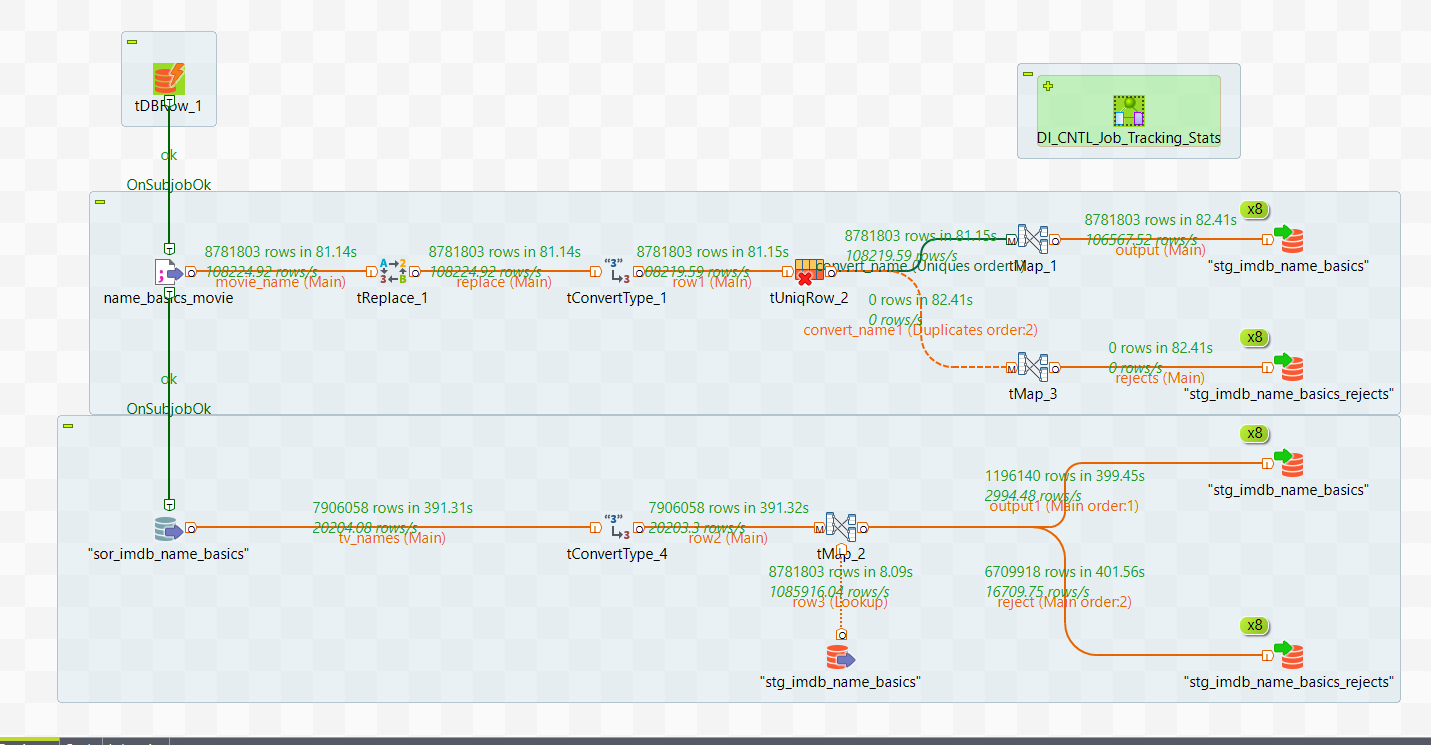 tDBRow_1
DI_CNTL_Job_Tracking_Stats
ok
OnSubjobOk
x8
8781803 rows in 81.14s
108224.92 rows/s
movie_name (Main)
8781803 rows in 81.14s
108224.92 rows/s
replace (Main)
8781803 rows in 81.15s
108219.59 rows/s
row1 (Main)
8781803 rows in 81.15s
108219.59 rows/s
convert_name (Uniques order:1)
8781803 rows in 82.41s
106567.52 rows/s
output (Main)
name_basics_movie
tReplace_1
tConvertType_1
tUniqRow_2
tMap_1
"stg_imdb_name_basics"
0 rows in 82.41s
0 rows/s
convert_name1 (Duplicates order:2)
x8
0 rows in 82.41s
0 rows/s
rejects (Main)
tMap_3
"stg_imdb_name_basics_rejects"
ok
OnSubjobOk
x8
1196140 rows in 399.45s
2994.48 rows/s
output1 (Main order:1)
"stg_imdb_name_basics"
7906058 rows in 391.31s
20204.08 rows/s
tv_names (Main)
7906058 rows in 391.32s
20203.3 rows/s
row2 (Main)
"sor_imdb_name_basics"
tConvertType_4
tMap_2
8781803 rows in 8.09s
1085916.04 rows/s
row3 (Lookup)
6709918 rows in 401.56s
16709.75 rows/s
reject (Main order:2)
x8
"stg_imdb_name_basics"
"stg_imdb_name_basics_rejects"